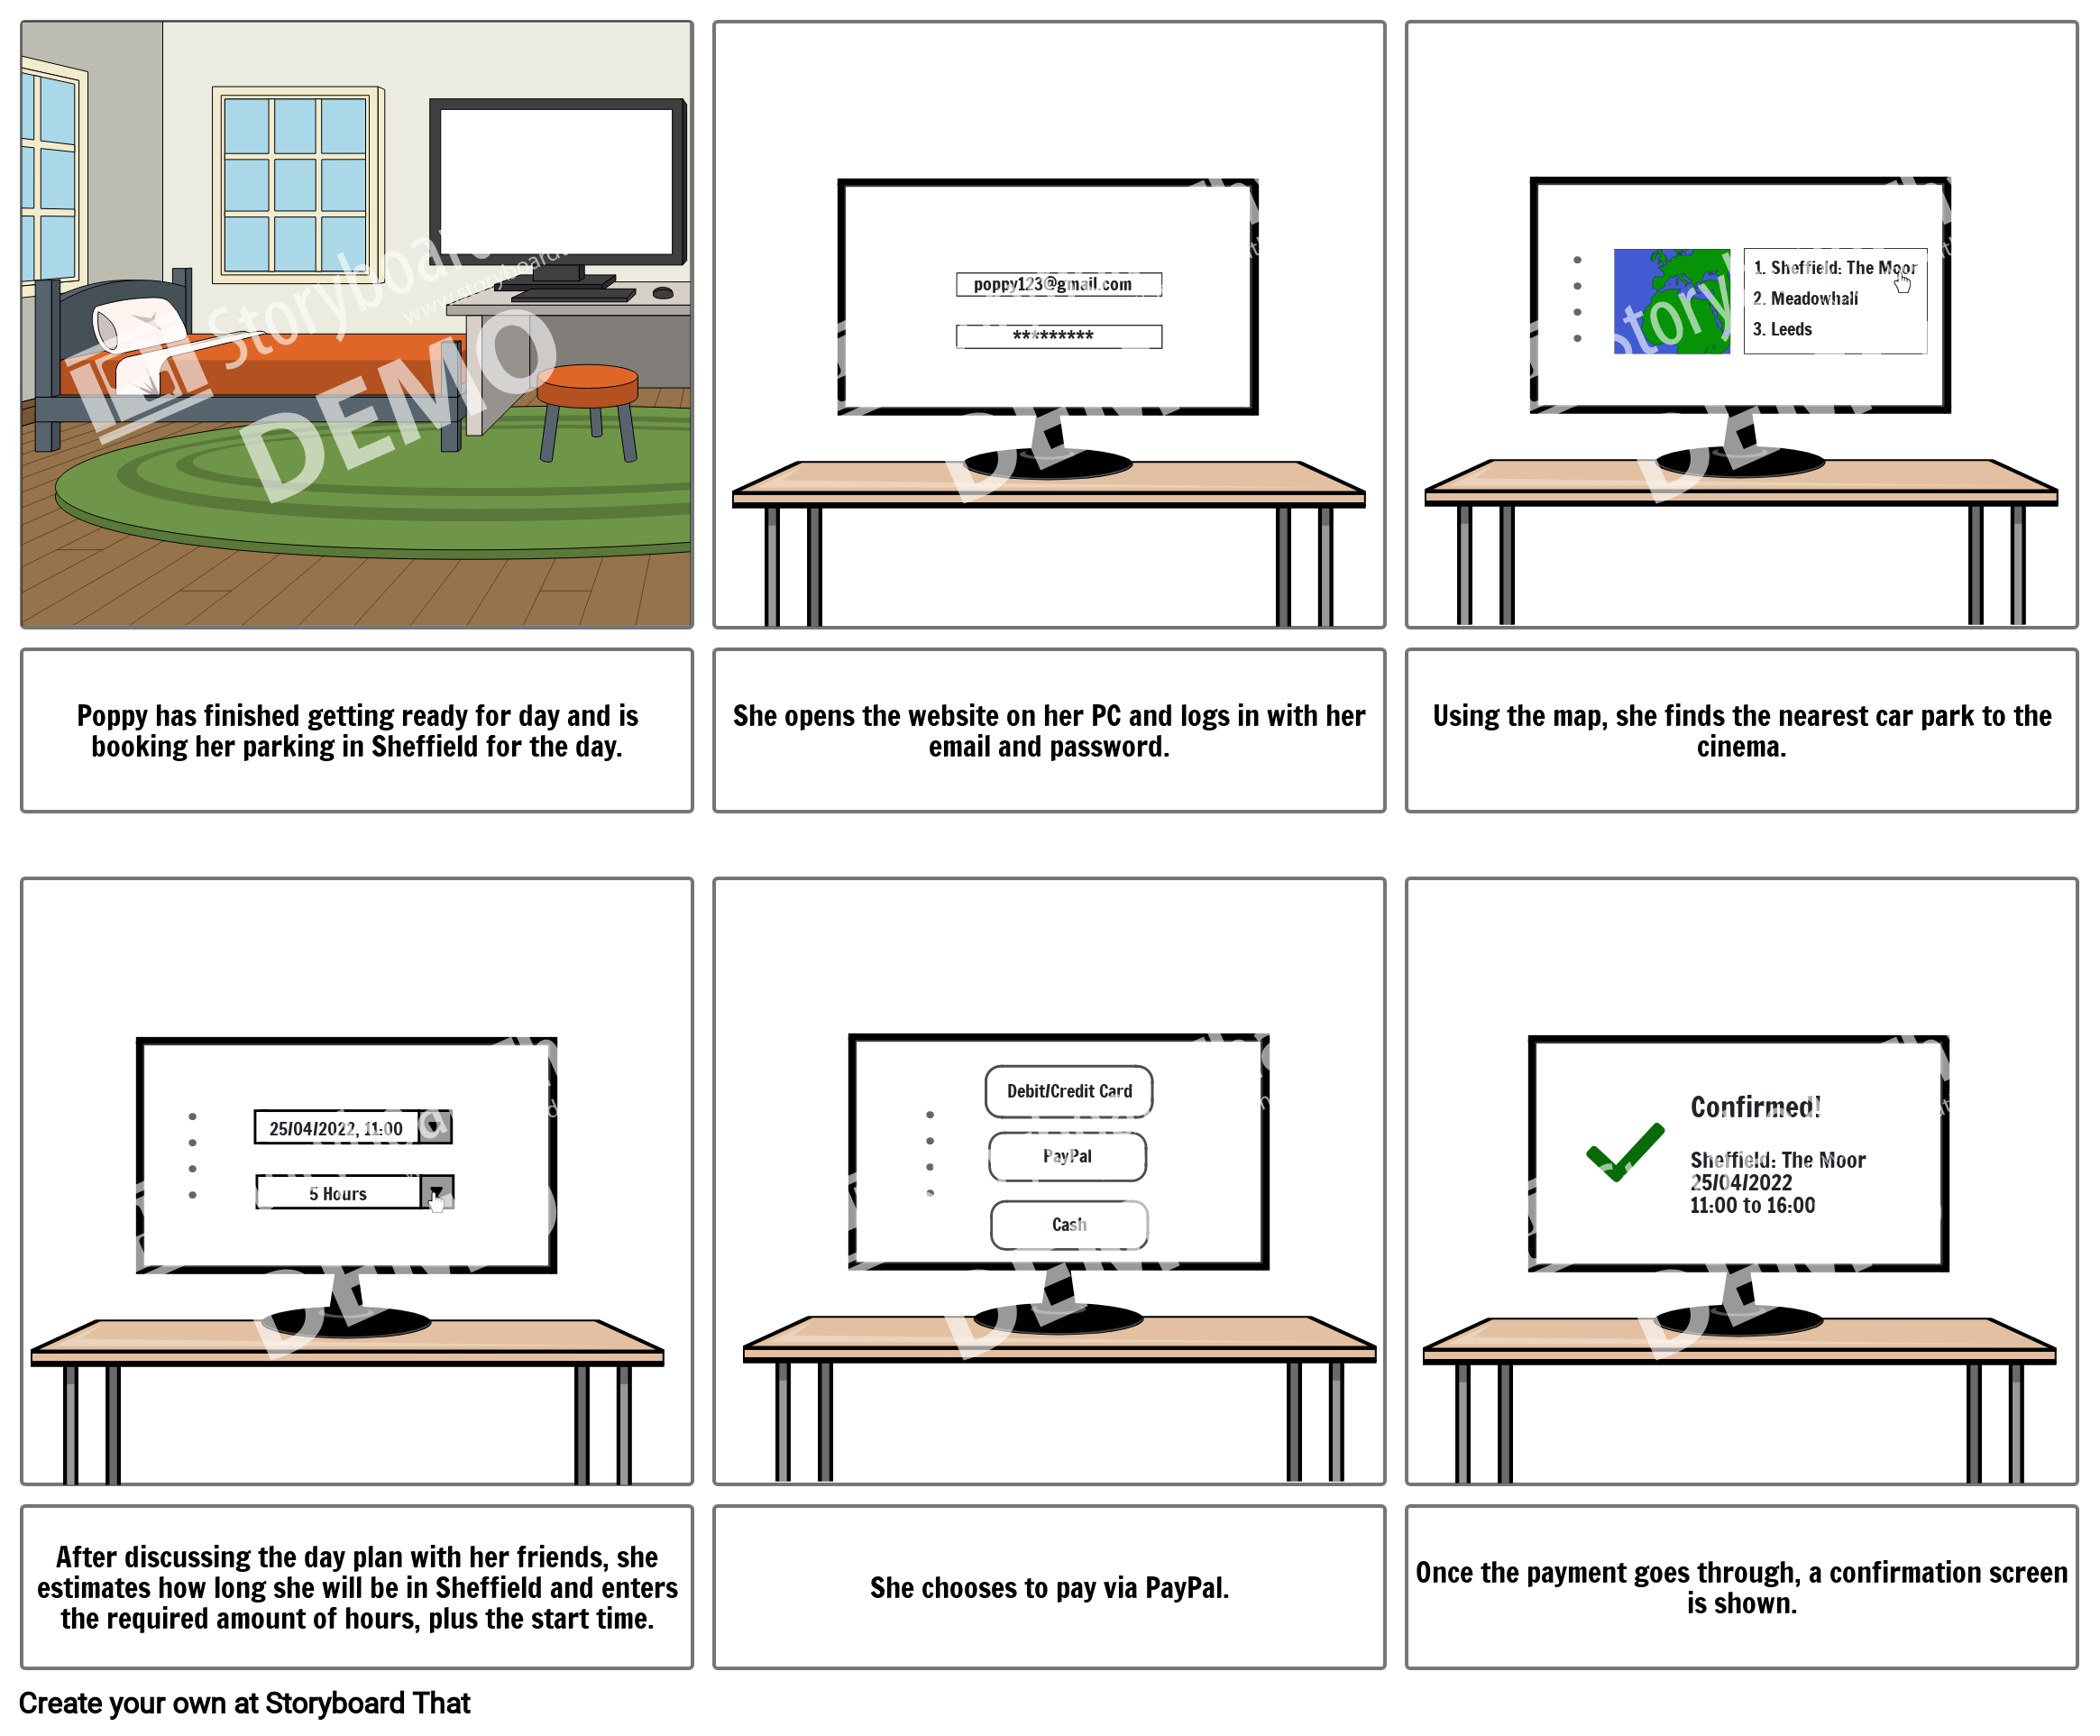 Storyboard
www.storyboard
DEMO
poppy123@gmail.com
*********
1. Sheffield: The Moor
2. Meadowhall
3. Leeds
Poppy has finished getting ready for day and is
booking her parking in Sheffield for the day.
She opens the website on her PC and logs in with her
email and password.
Using the map, she finds the nearest car park to the
cinema.
25/04/2022, 11:00
5 Hours
Debit/Credit Card
PayPal
Cash
Confirmed!
Sheffield: The Moor
25/04/2022
11:00 to 16:00
After discussing the day plan with her friends, she
estimates how long she will be in Sheffield and enters
the required amount of hours, plus the start time.
She chooses to pay via PayPal.
Once the payment goes through, a confirmation screen
is shown.
Create your own at Storyboard That